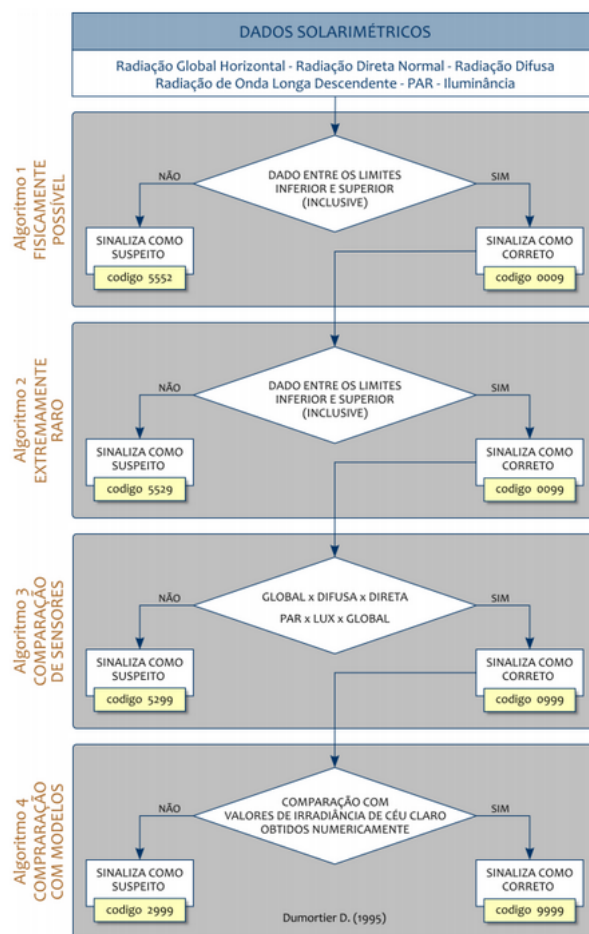 DADOS SOLARIMÉTRICOS
Radiação Global Horizontal - Radiação Direta Normal - Radiação Difusa
Radiação de Onda Longa Descendente - PAR - Iluminância
Algoritmo 1
FISICAMENTE
POSSÍVEL
DADO ENTRE OS LIMITES
INFERIOR E SUPERIOR
(INCLUSIVE)
NÃO
SIM
SINALIZA COMO
SUSPEITO
codigo 5552
SINALIZA COMO
CORRETO
codigo 0009
Algoritmo 2
EXTREMAMENTE
RARO
DADO ENTRE OS LIMITES
INFERIOR E SUPERIOR
(INCLUSIVE)
NÃO
SIM
SINALIZA COMO
SUSPEITO
codigo 5529
SINALIZA COMO
CORRETO
codigo 0099
Algoritmo 3
COMPARAÇÃO
DE SENSORES
GLOBAL x DIFUSA x DIRETA
PAR x LUX x GLOBAL
NÃO
SIM
SINALIZA COMO
SUSPEITO
codigo 5299
SINALIZA COMO
CORRETO
codigo 0999
Algoritmo 4
COMPRARAÇÃO
COM MODELOS
COMPARAÇÃO COM
VALORES DE IRRADIÂNCIA DE CÉU CLARO
OBTIDOS NUMERICAMENTE
NÃO
SIM
SINALIZA COMO
SUSPEITO
codigo 2999
SINALIZA COMO
CORRETO
codigo 9999
Dumortier D. (1995)